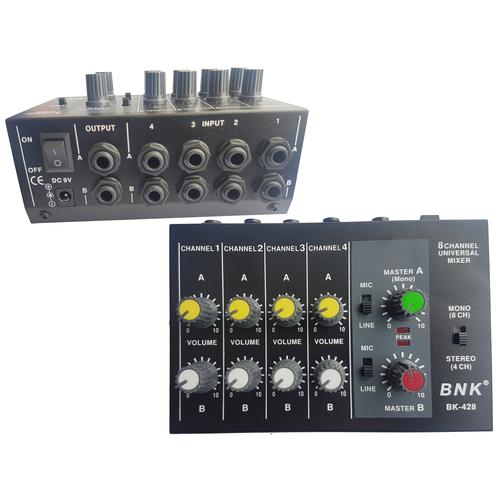 OUTPUT 4 3 INPUT 2 1
ON
A A
OFF
CE DC 9V B B
CHANNEL 1 CHANNEL 2 CHANNEL 3 CHANNEL 4
8 CHANNEL
UNIVERSAL
MIXER
A A A A
MASTER A
(Mono)
MIC
LINE
0 10 0 10 0 10 0 10 0 10
MONO
(8 CH)
PEAK
VOLUME VOLUME VOLUME VOLUME
MIC
LINE
STEREO
(4 CH)
0 10 0 10 0 10 0 10 0 10
B B B B
MASTER B
BNK®
BK-428